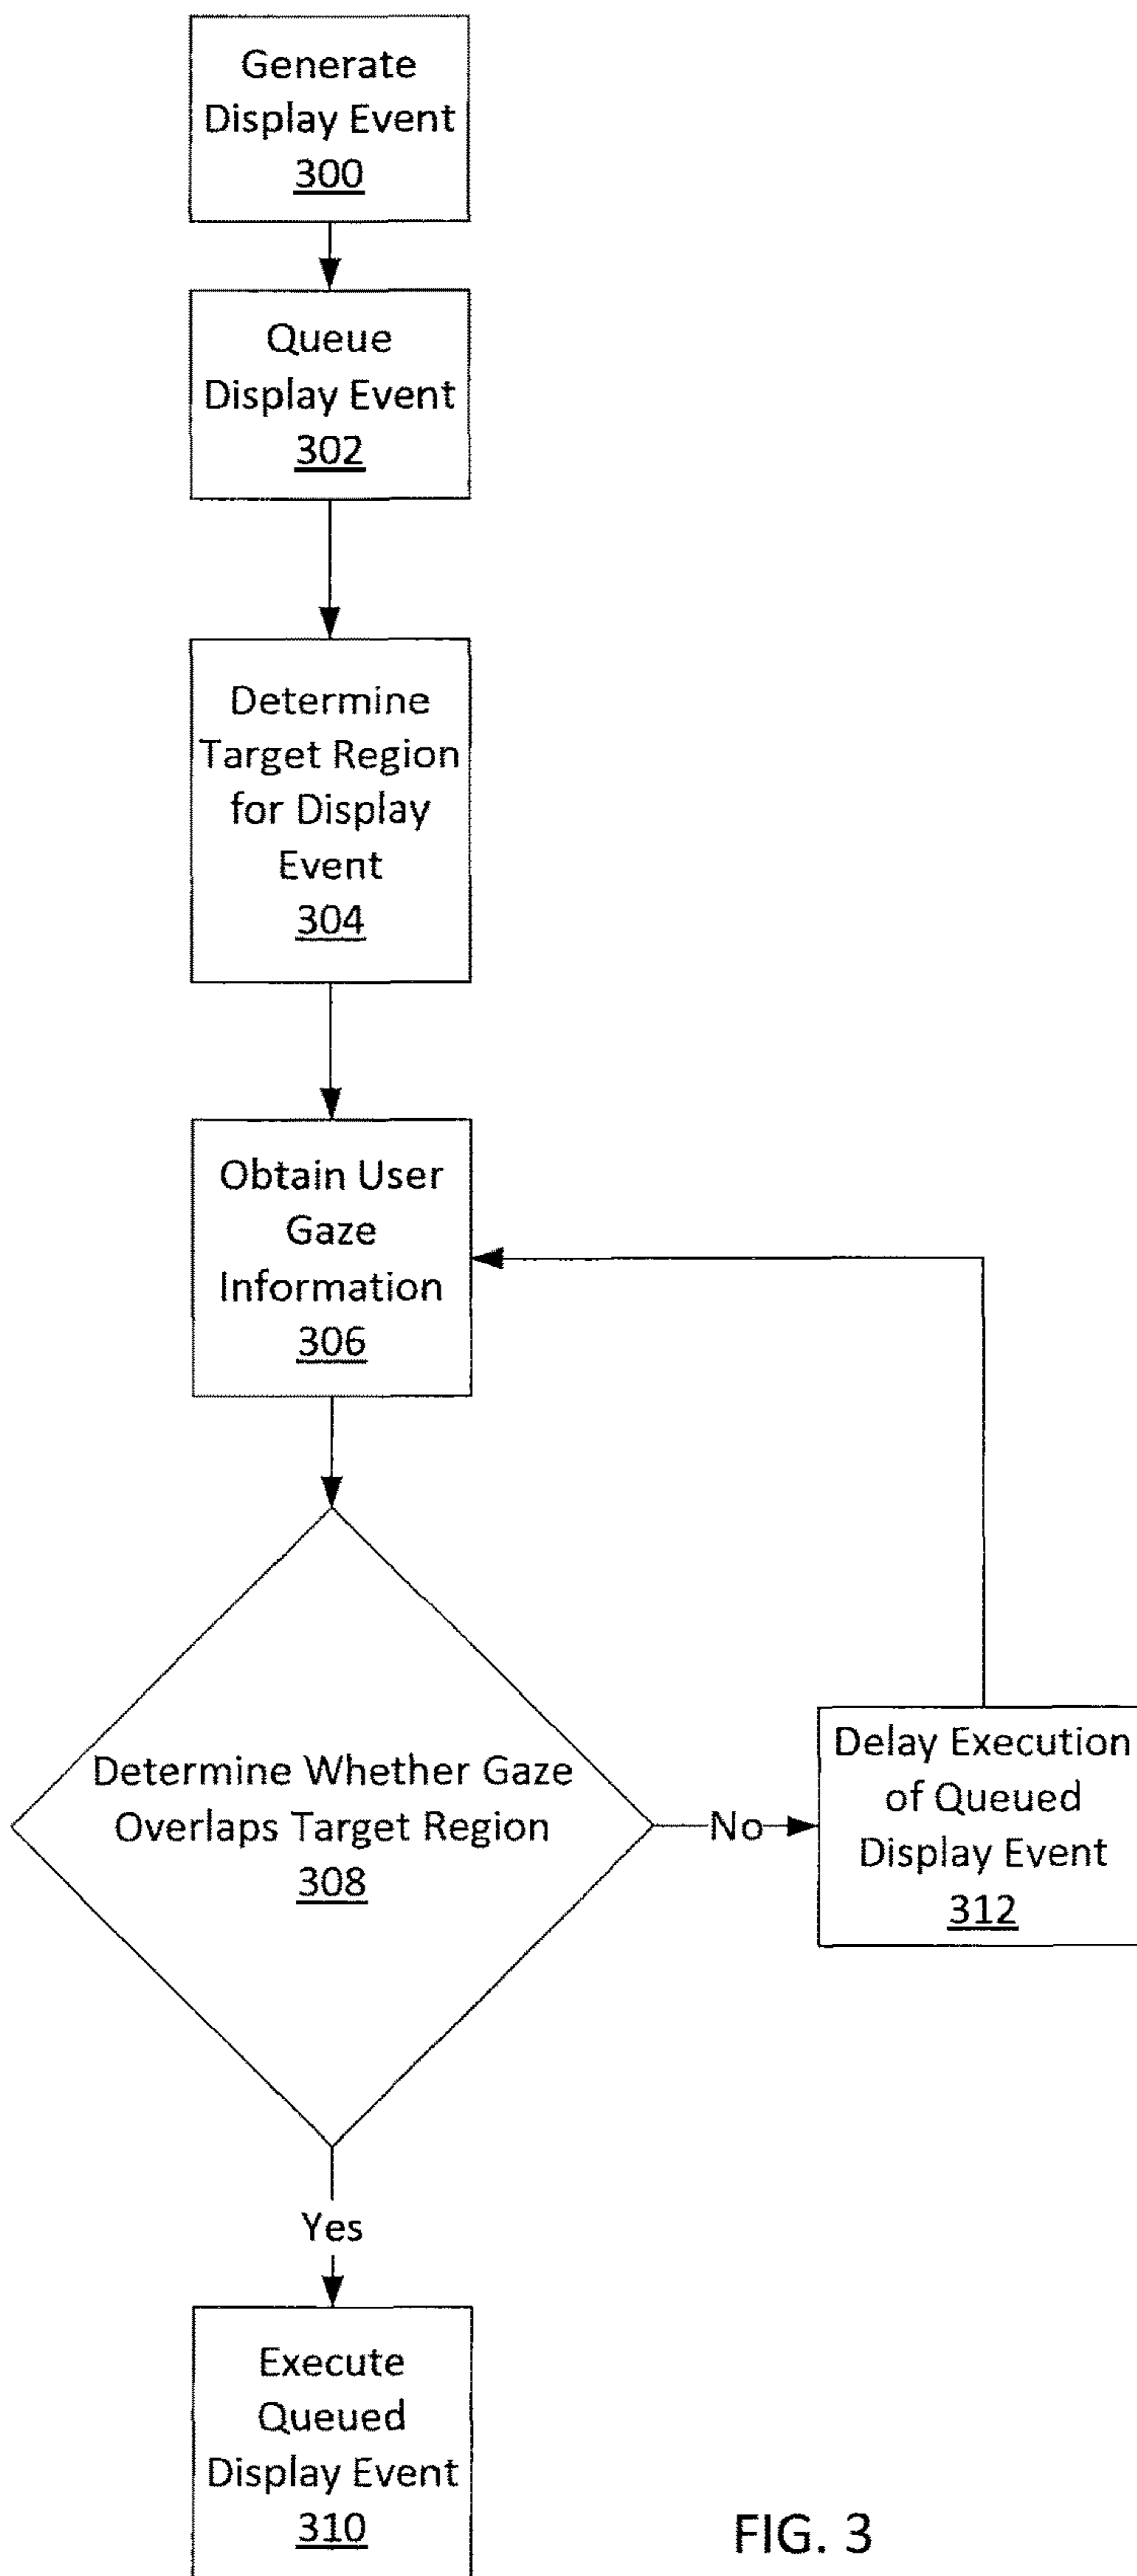 Generate
Display Event
300
Queue
Display Event
302
Determine
Target Region
for Display
Event
304
Obtain User
Gaze
Information
306
Determine Whether Gaze
Overlaps Target Region
308
No
Delay Execution
of Queued
Display Event
312
Yes
Execute
Queued
Display Event
310
FIG. 3